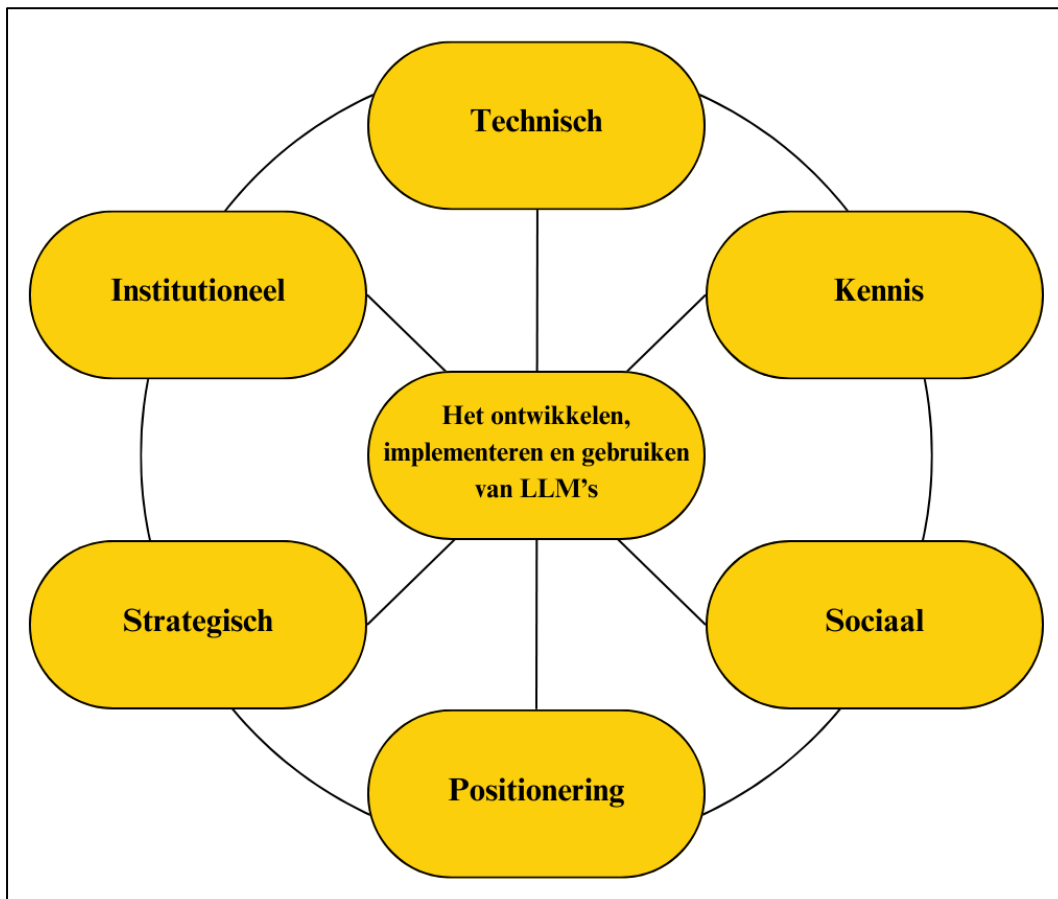 Technisch
Institutioneel
Kennis
Het ontwikkelen,
implementeren en gebruiken
van LLM’s
Strategisch
Sociaal
Positionering